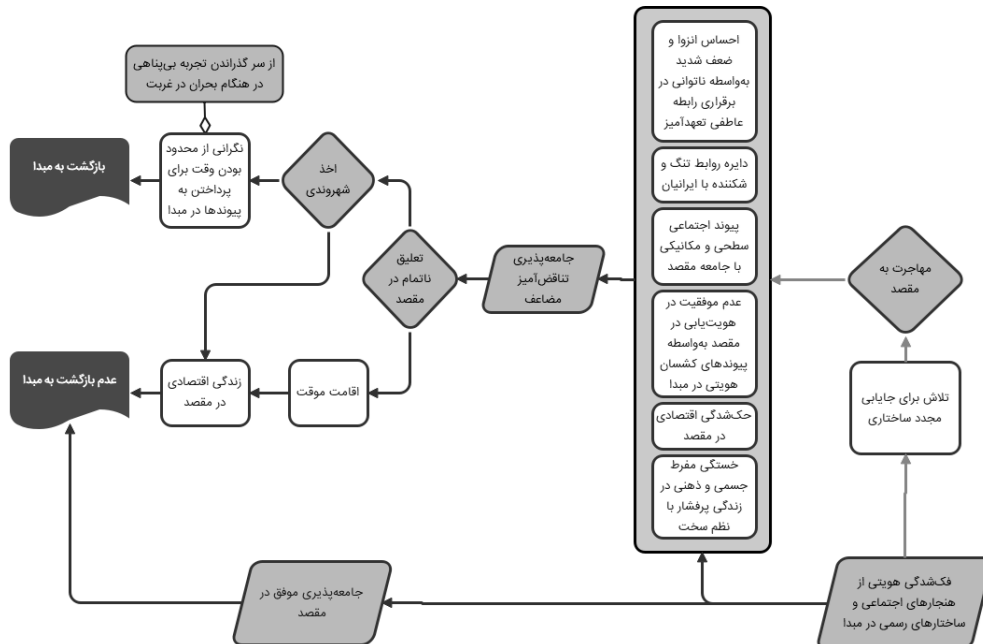 احساس انزوا و
ضعف شدید
به‌واسطه ناتوانی در
برقراری رابطه
عاطفی تعهدآمیز
دایره روابط تنگ و
شکننده با ایرانیان
پیوند اجتماعی
سطحی و مکانیکی
با جامعه مقصد
عدم موفقیت در
هویت‌یابی در
مقصد به‌واسطه
پیوندهای کشسان
هویتی در مبدا
حک‌شدگی اقتصادی
در مقصد
خستگی مفرط
جسمی و ذهنی در
زندگی پرفشار با
نظم سخت
مهاجرت به
مقصد
تلاش برای جایابی
مجدد ساختاری
فک‌شدگی هویتی از
هنجارهای اجتماعی و
ساختارهای رسمی در مبدا
جامعه‌پذیری
تناقض‌آمیز
مضاعف
تعلیق
ناتمام در
مقصد
اخذ
شهروندی
از سر گذراندن تجربه بی‌پناهی
در هنگام بحران در غربت
نگرانی از محدود
بودن وقت برای
پرداختن به
پیوندها در مبدا
بازگشت به مبدا
اقامت موقت
زندگی اقتصادی
در مقصد
عدم بازگشت به مبدا
جامعه‌پذیری موفق در
مقصد